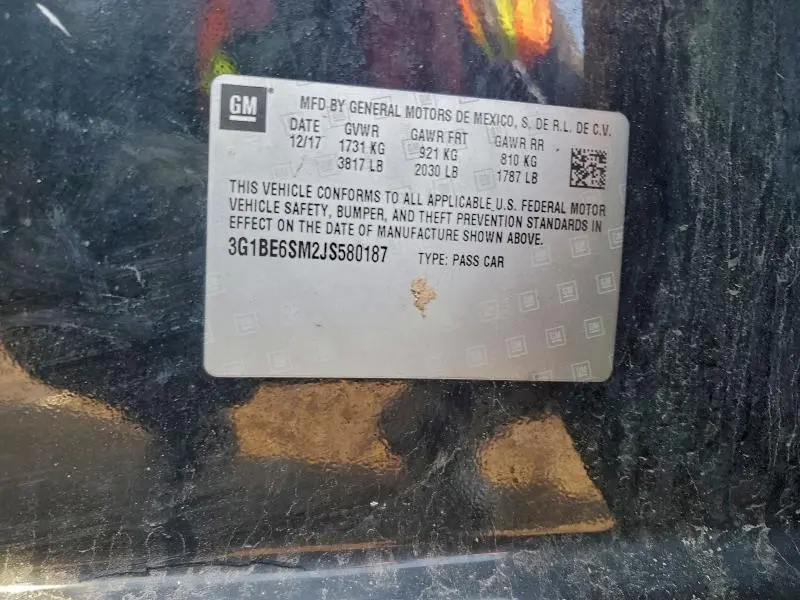 GM
MFD BY GENERAL MOTORS DE MEXICO, S. DE R.L. DE C.V.
DATE GVWR GAWR FRT GAWR RR
12/17 1731 KG 921 KG 810 KG
3817 LB 2030 LB 1787 LB
THIS VEHICLE CONFORMS TO ALL APPLICABLE U.S. FEDERAL MOTOR
VEHICLE SAFETY, BUMPER, AND THEFT PREVENTION STANDARDS IN
EFFECT ON THE DATE OF MANUFACTURE SHOWN ABOVE.
3G1BE6SM2JS580187 TYPE: PASS CAR